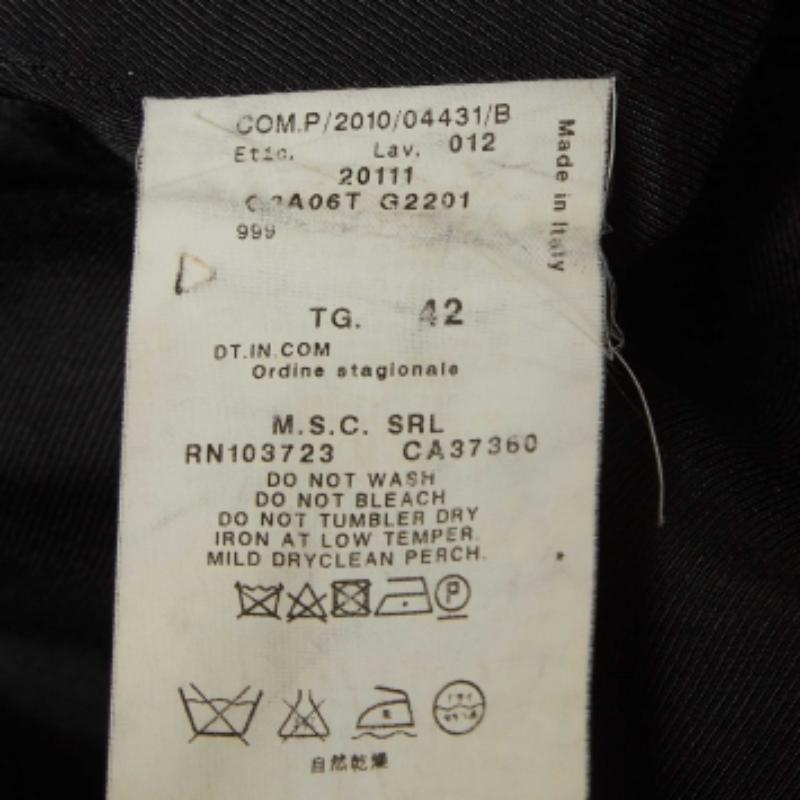 COM.P/2010/04431/B
Etic. Lav. 012
20111
G2201
999
Made in Italy
TG. 42
DT.IN.COM
Ordine stagionale
M.S.C. SRL
RN103723 CA37360
DO NOT WASH
DO NOT BLEACH
DO NOT TUMBLER DRY
IRON AT LOW TEMPER.
MILD DRYCLEAN PERCH.
P
自然乾燥